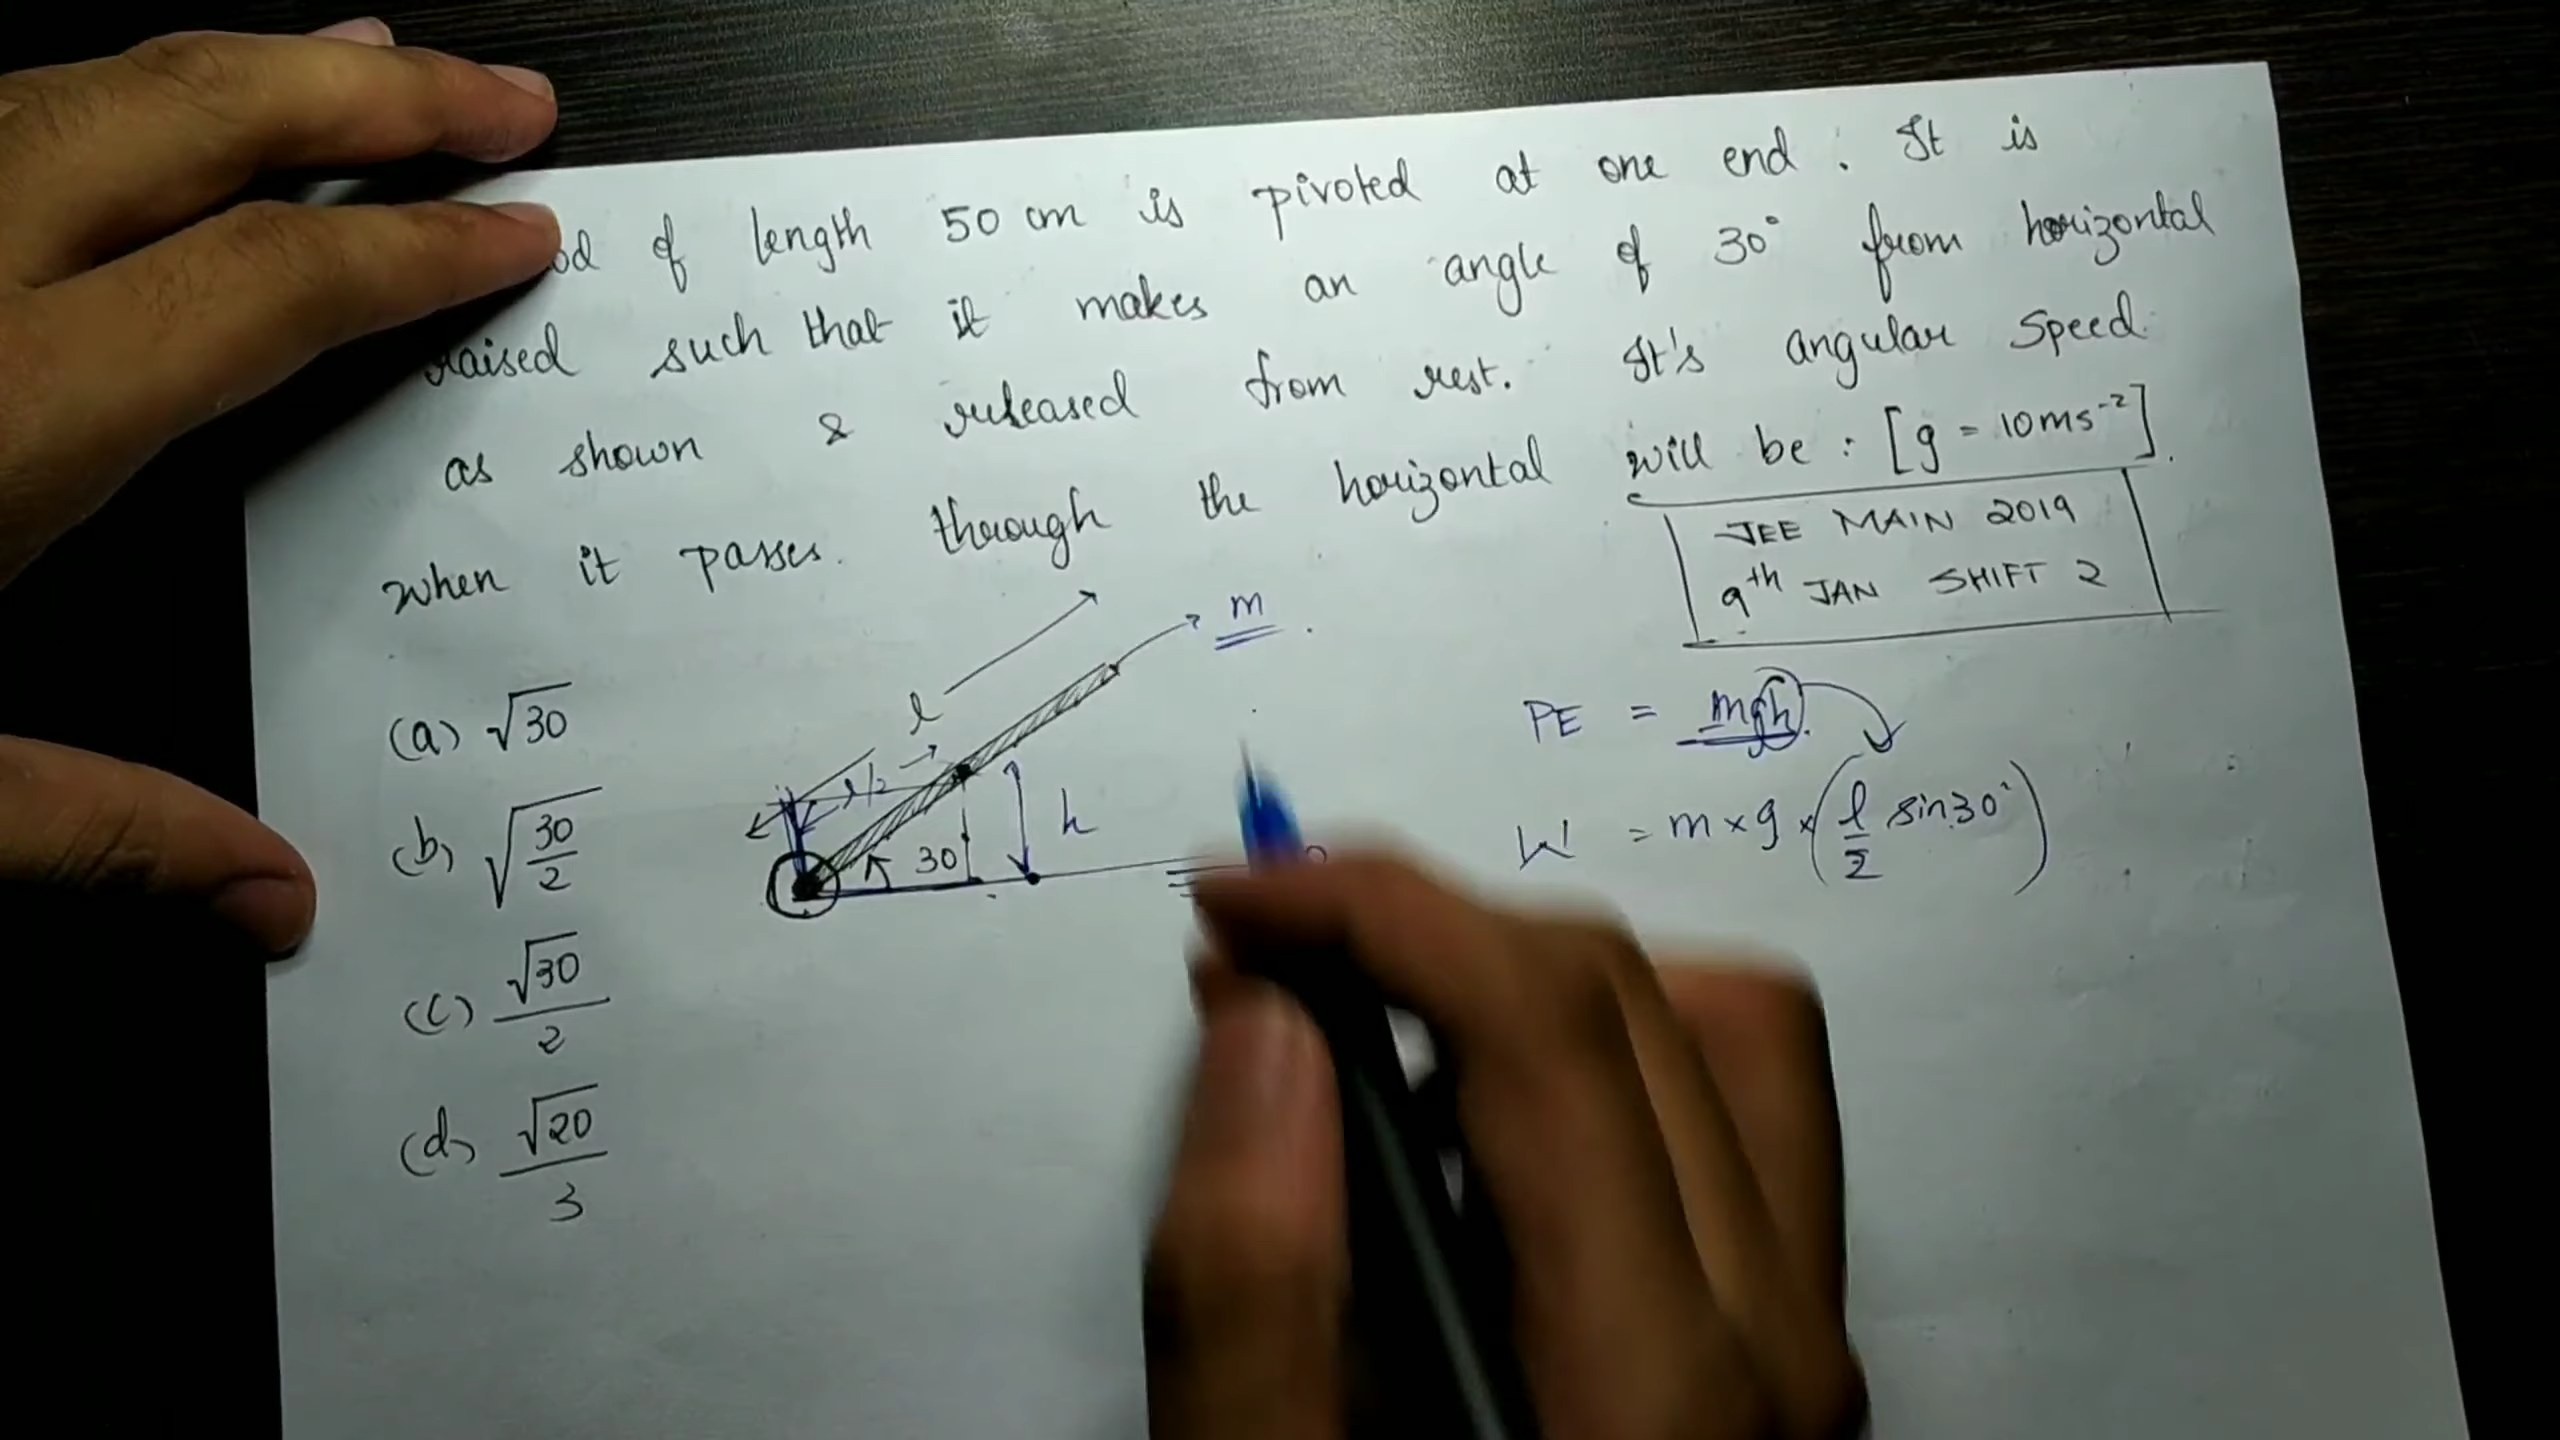 of length 50 cm is pivoted at one end . It is
raised such that it makes an angle of 30° from horizontal
as shown & released from rest. It's angular speed
when it passes through the horizontal will be : [g = 10ms⁻²].
JEE MAIN 2019
9th JAN SHIFT 2
(a) √30
(b) √(30/2)
(c) √30/2
(d) √20/3
m
l
l/2
h
30
PE = mgh.
W = m × g × (l/2 sin30°)